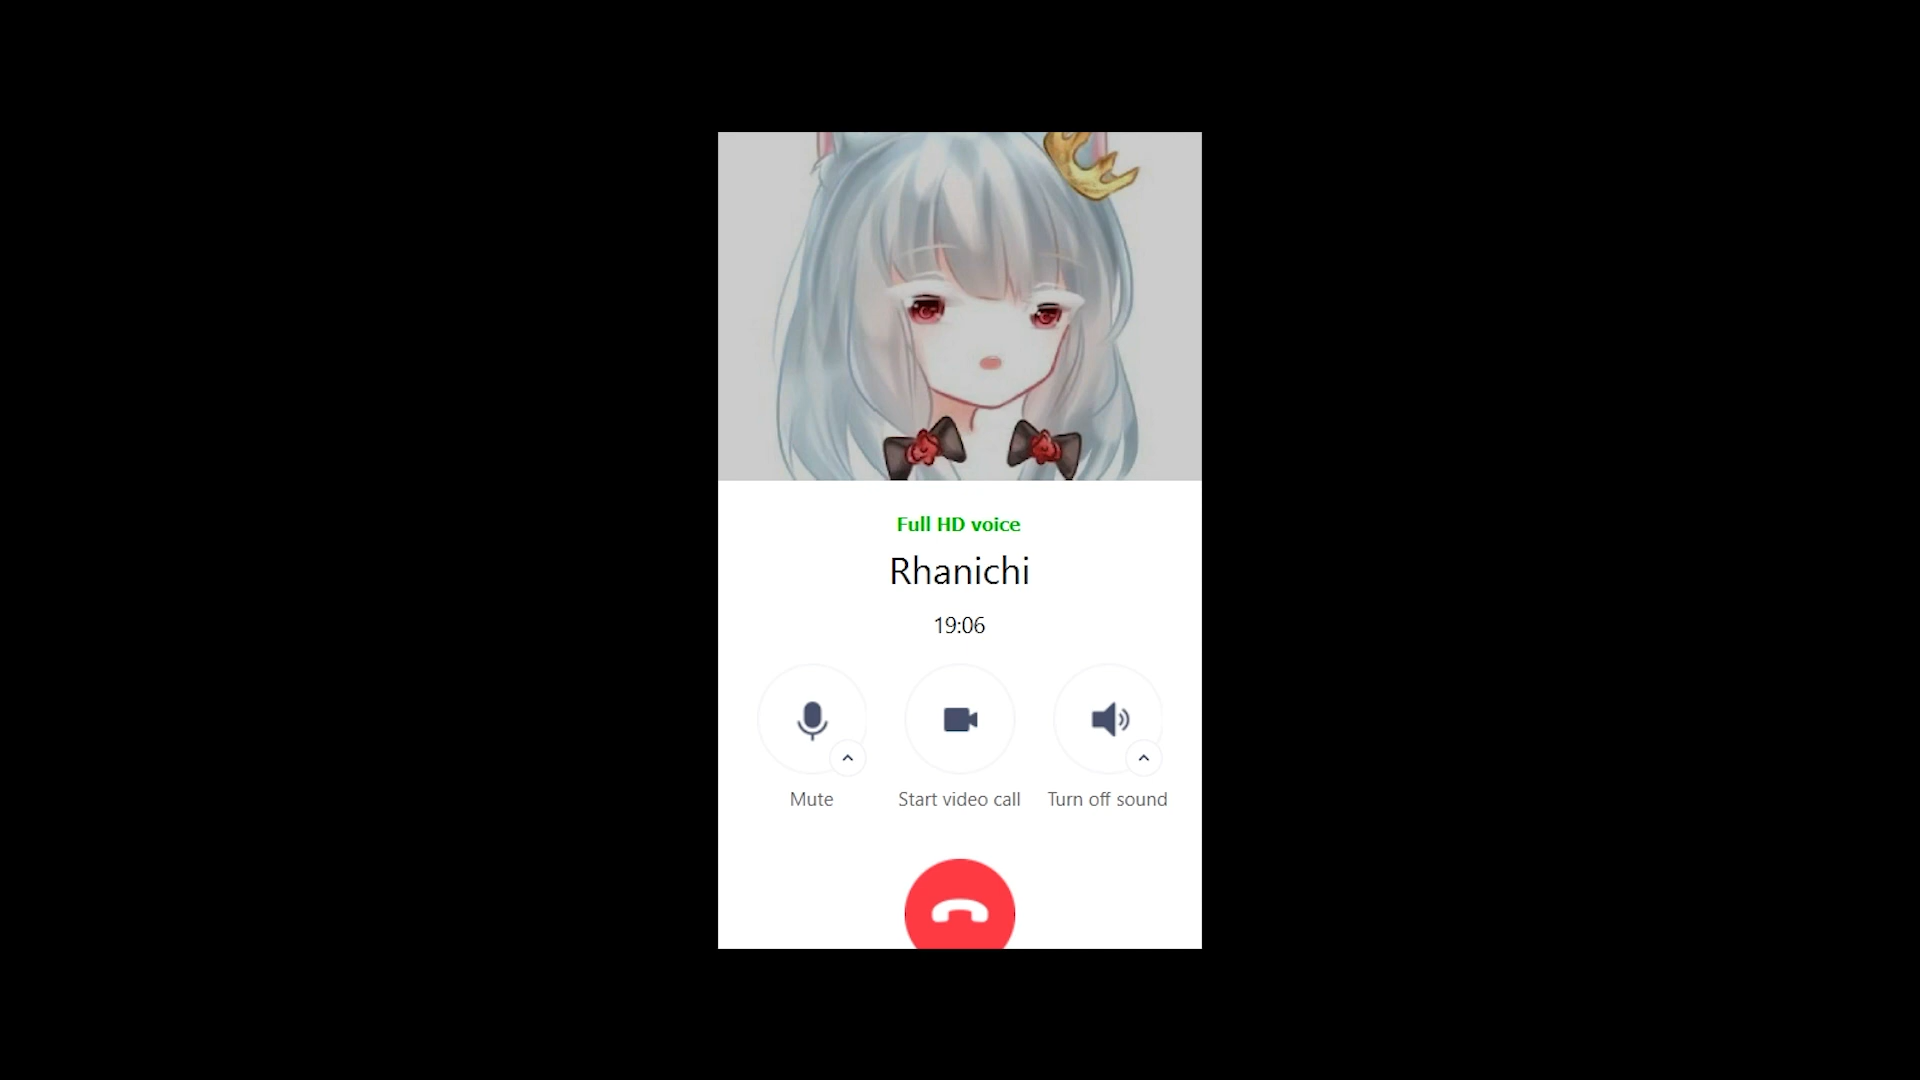 Full HD voice
Rhanichi
19:06
Mute
Start video call
Turn off sound